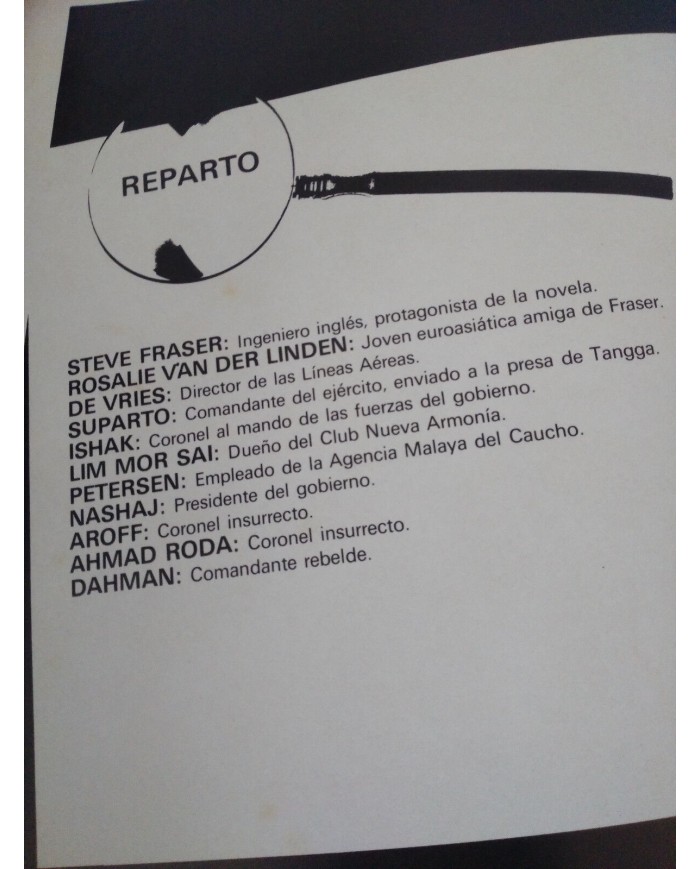 REPARTO
STEVE FRASER: Ingeniero inglés, protagonista de la novela.
ROSALIE VAN DER LINDEN: Joven euroasiática amiga de Fraser.
DE VRIES: Director de las Líneas Aéreas.
SUPARTO: Comandante del ejército, enviado a la presa de Tangga.
ISHAK: Coronel al mando de las fuerzas del gobierno.
LIM MOR SAI: Dueño del Club Nueva Armonía.
PETERSEN: Empleado de la Agencia Malaya del Caucho.
NASHAJ: Presidente del gobierno.
AROFF: Coronel insurrecto.
AHMAD RODA: Coronel insurrecto.
DAHMAN: Comandante rebelde.